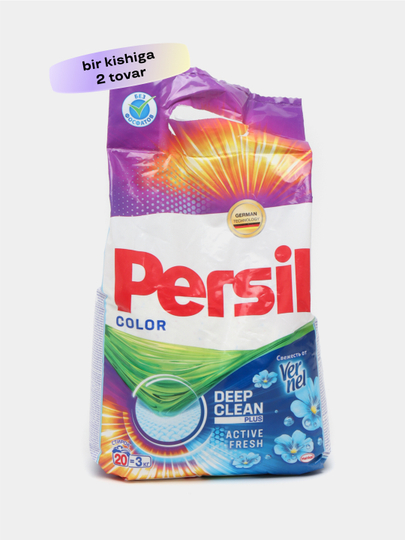 bir kishiga
2 tovar
БЕЗ
ФОСФАТОВ
GERMAN
TECHNOLOGY
Persil
COLOR
Свежесть от
Vernel
DEEP
CLEAN
PLUS
ACTIVE
FRESH
20 = 3 кг